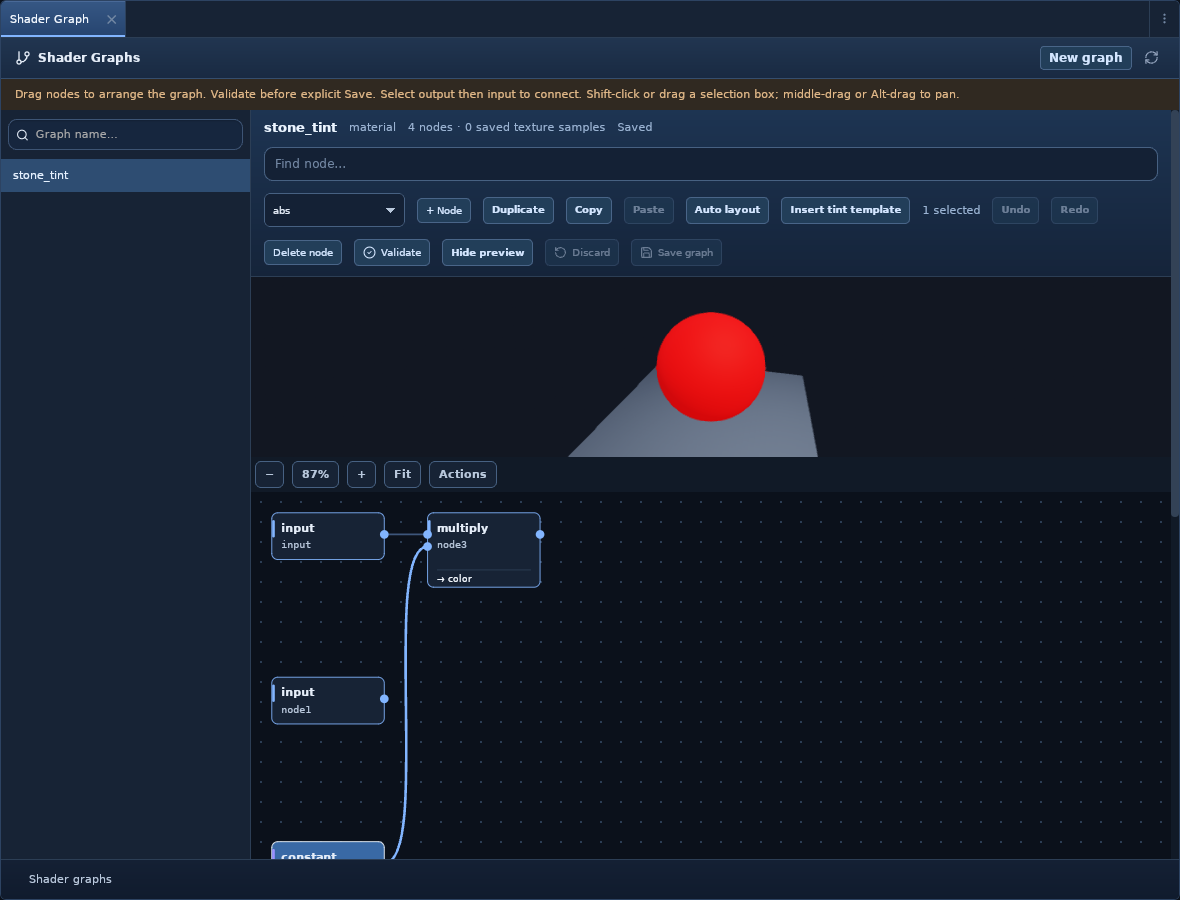 Shader Graph
Shader Graphs
New graph
Drag nodes to arrange the graph. Validate before explicit Save. Select output then input to connect. Shift-click or drag a selection box; middle-drag or Alt-drag to pan.
Graph name...
stone_tint
stone_tint material 4 nodes · 0 saved texture samples Saved
Find node...
abs + Node Duplicate Copy Paste Auto layout Insert tint template 1 selected Undo Redo
Delete node Validate Hide preview Discard Save graph
− 87% + Fit Actions
input
input
multiply
node3
→ color
input
node1
constant
Shader graphs